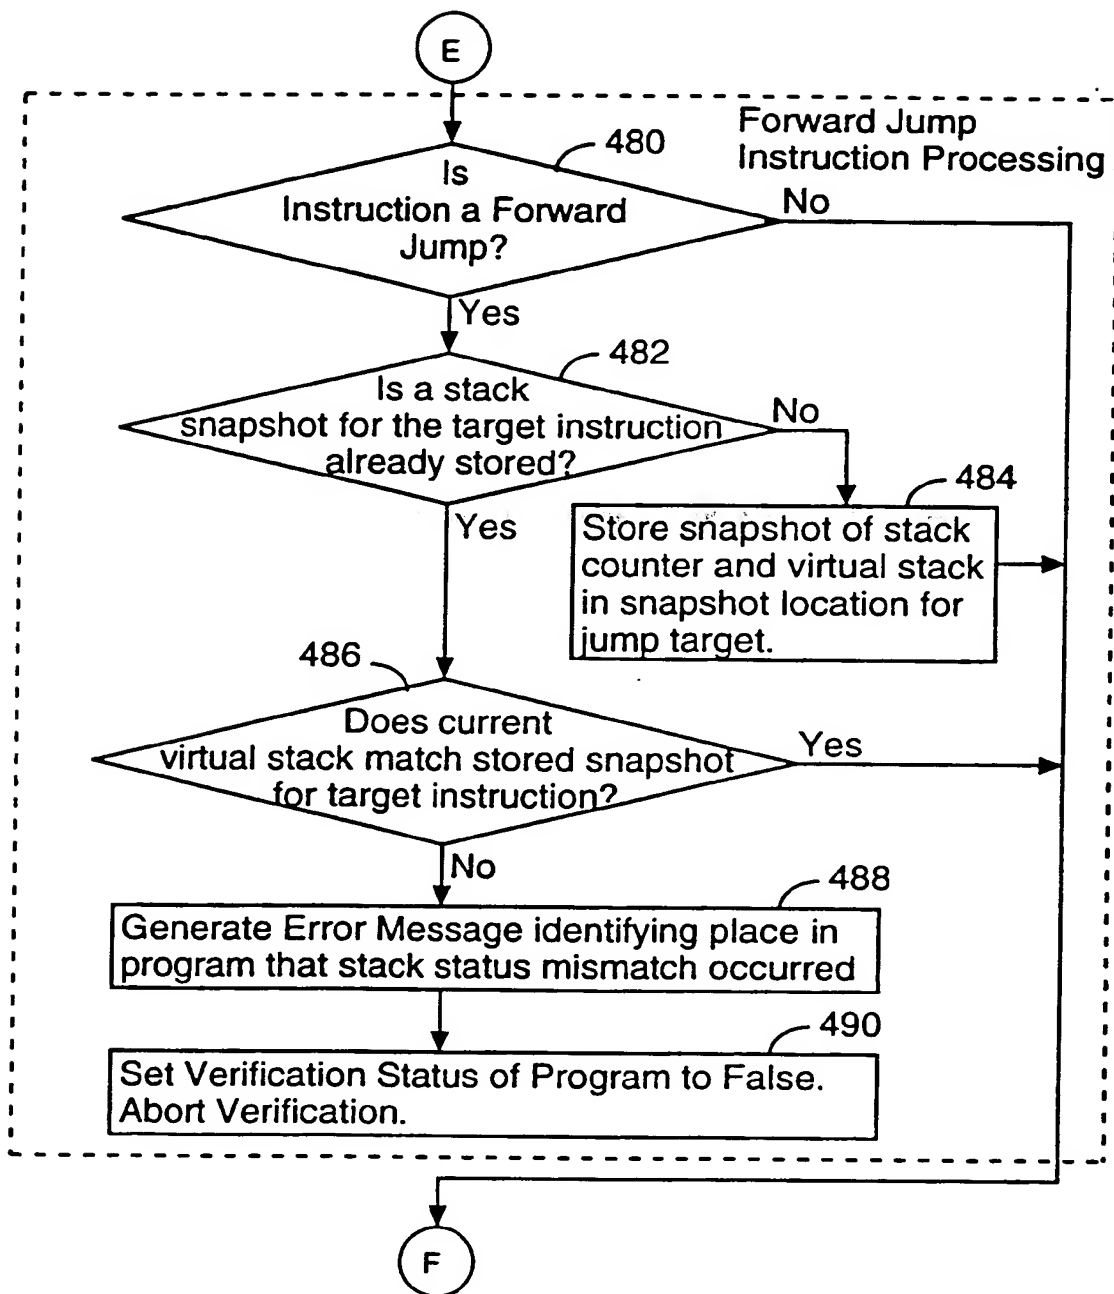 E
Forward Jump
Instruction Processing
480
Is
Instruction a Forward
Jump?
No
Yes
482
Is a stack
snapshot for the target instruction
already stored?
No
Yes
484
Store snapshot of stack
counter and virtual stack
in snapshot location for
jump target.
486
Does current
virtual stack match stored snapshot
for target instruction?
Yes
No
488
Generate Error Message identifying place in
program that stack status mismatch occurred
490
Set Verification Status of Program to False.
Abort Verification.
F